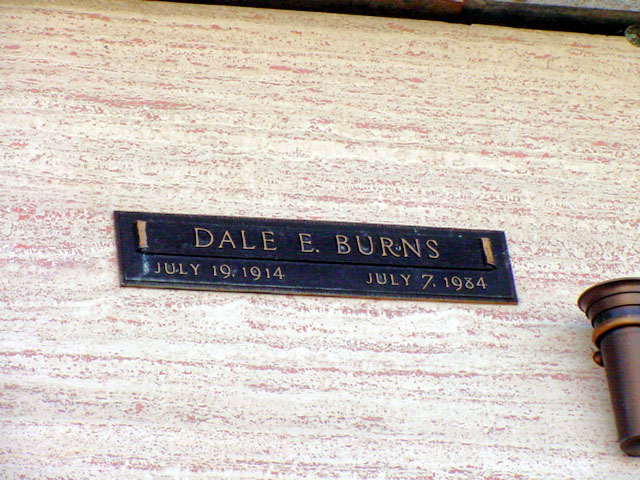 DALE E. BURNS
JULY 19, 1914 JULY 7, 1984